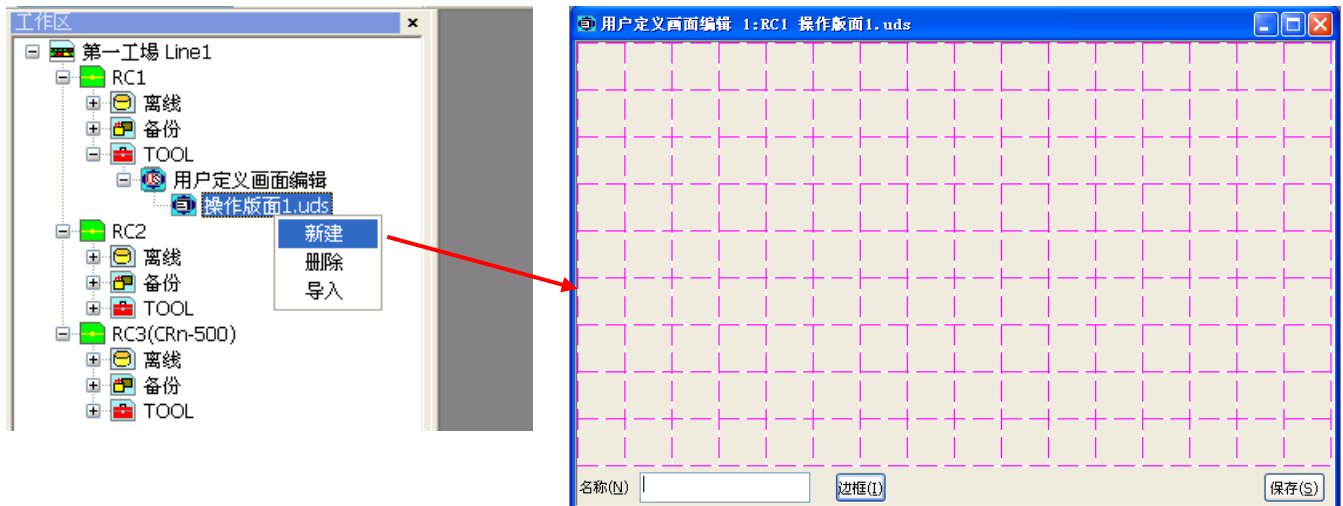 工作区
第一工場 Line1
RC1
离线
备份
TOOL
用户定义画面编辑
操作版面1.uds
新建
删除
导入
RC2
离线
备份
TOOL
RC3(CRn-500)
离线
备份
TOOL
用户定义画面编辑 1:RC1 操作版面1.uds
名称(N)
边框(I)
保存(S)